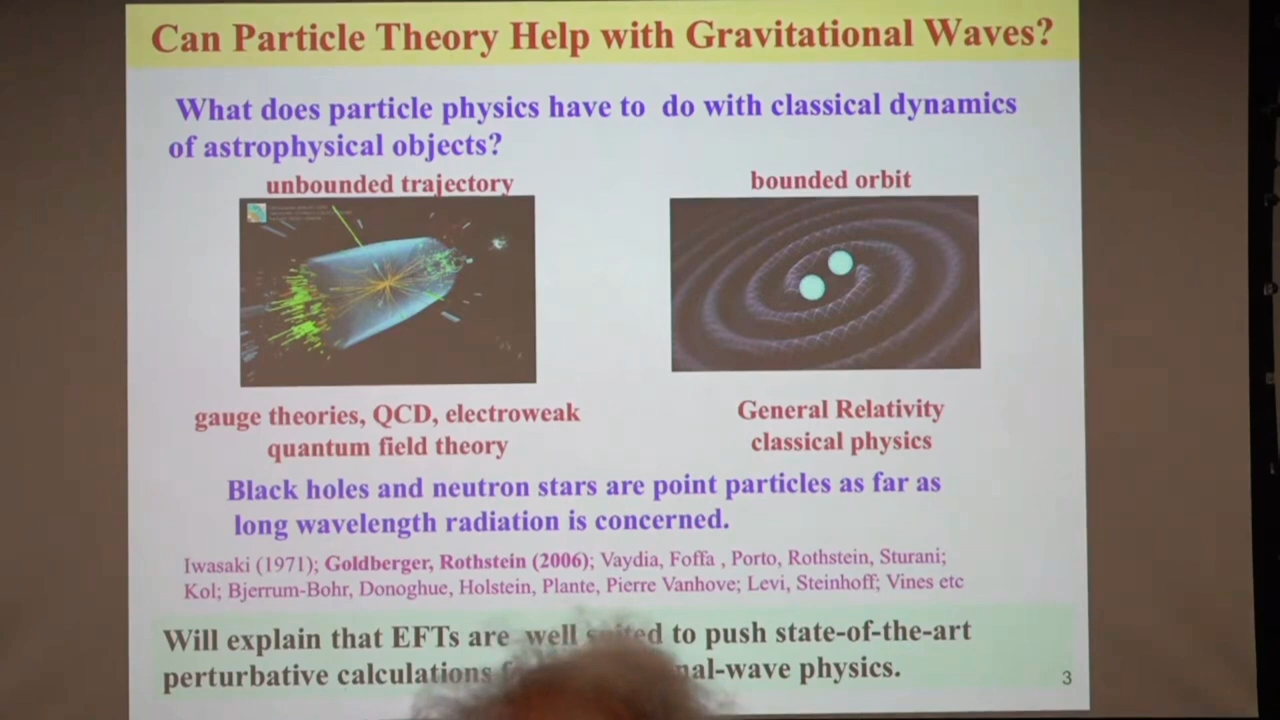 Can Particle Theory Help with Gravitational Waves?
What does particle physics have to do with classical dynamics
of astrophysical objects?
unbounded trajectory
bounded orbit
gauge theories, QCD, electroweak
quantum field theory
General Relativity
classical physics
Black holes and neutron stars are point particles as far as
long wavelength radiation is concerned.
Iwasaki (1971); Goldberger, Rothstein (2006); Vaydia, Foffa , Porto, Rothstein, Sturani;
Kol; Bjerrum-Bohr, Donoghue, Holstein, Plante, Pierre Vanhove; Levi, Steinhoff; Vines etc
Will explain that EFTs are well suited to push state-of-the-art
perturbative calculations nal-wave physics.
3